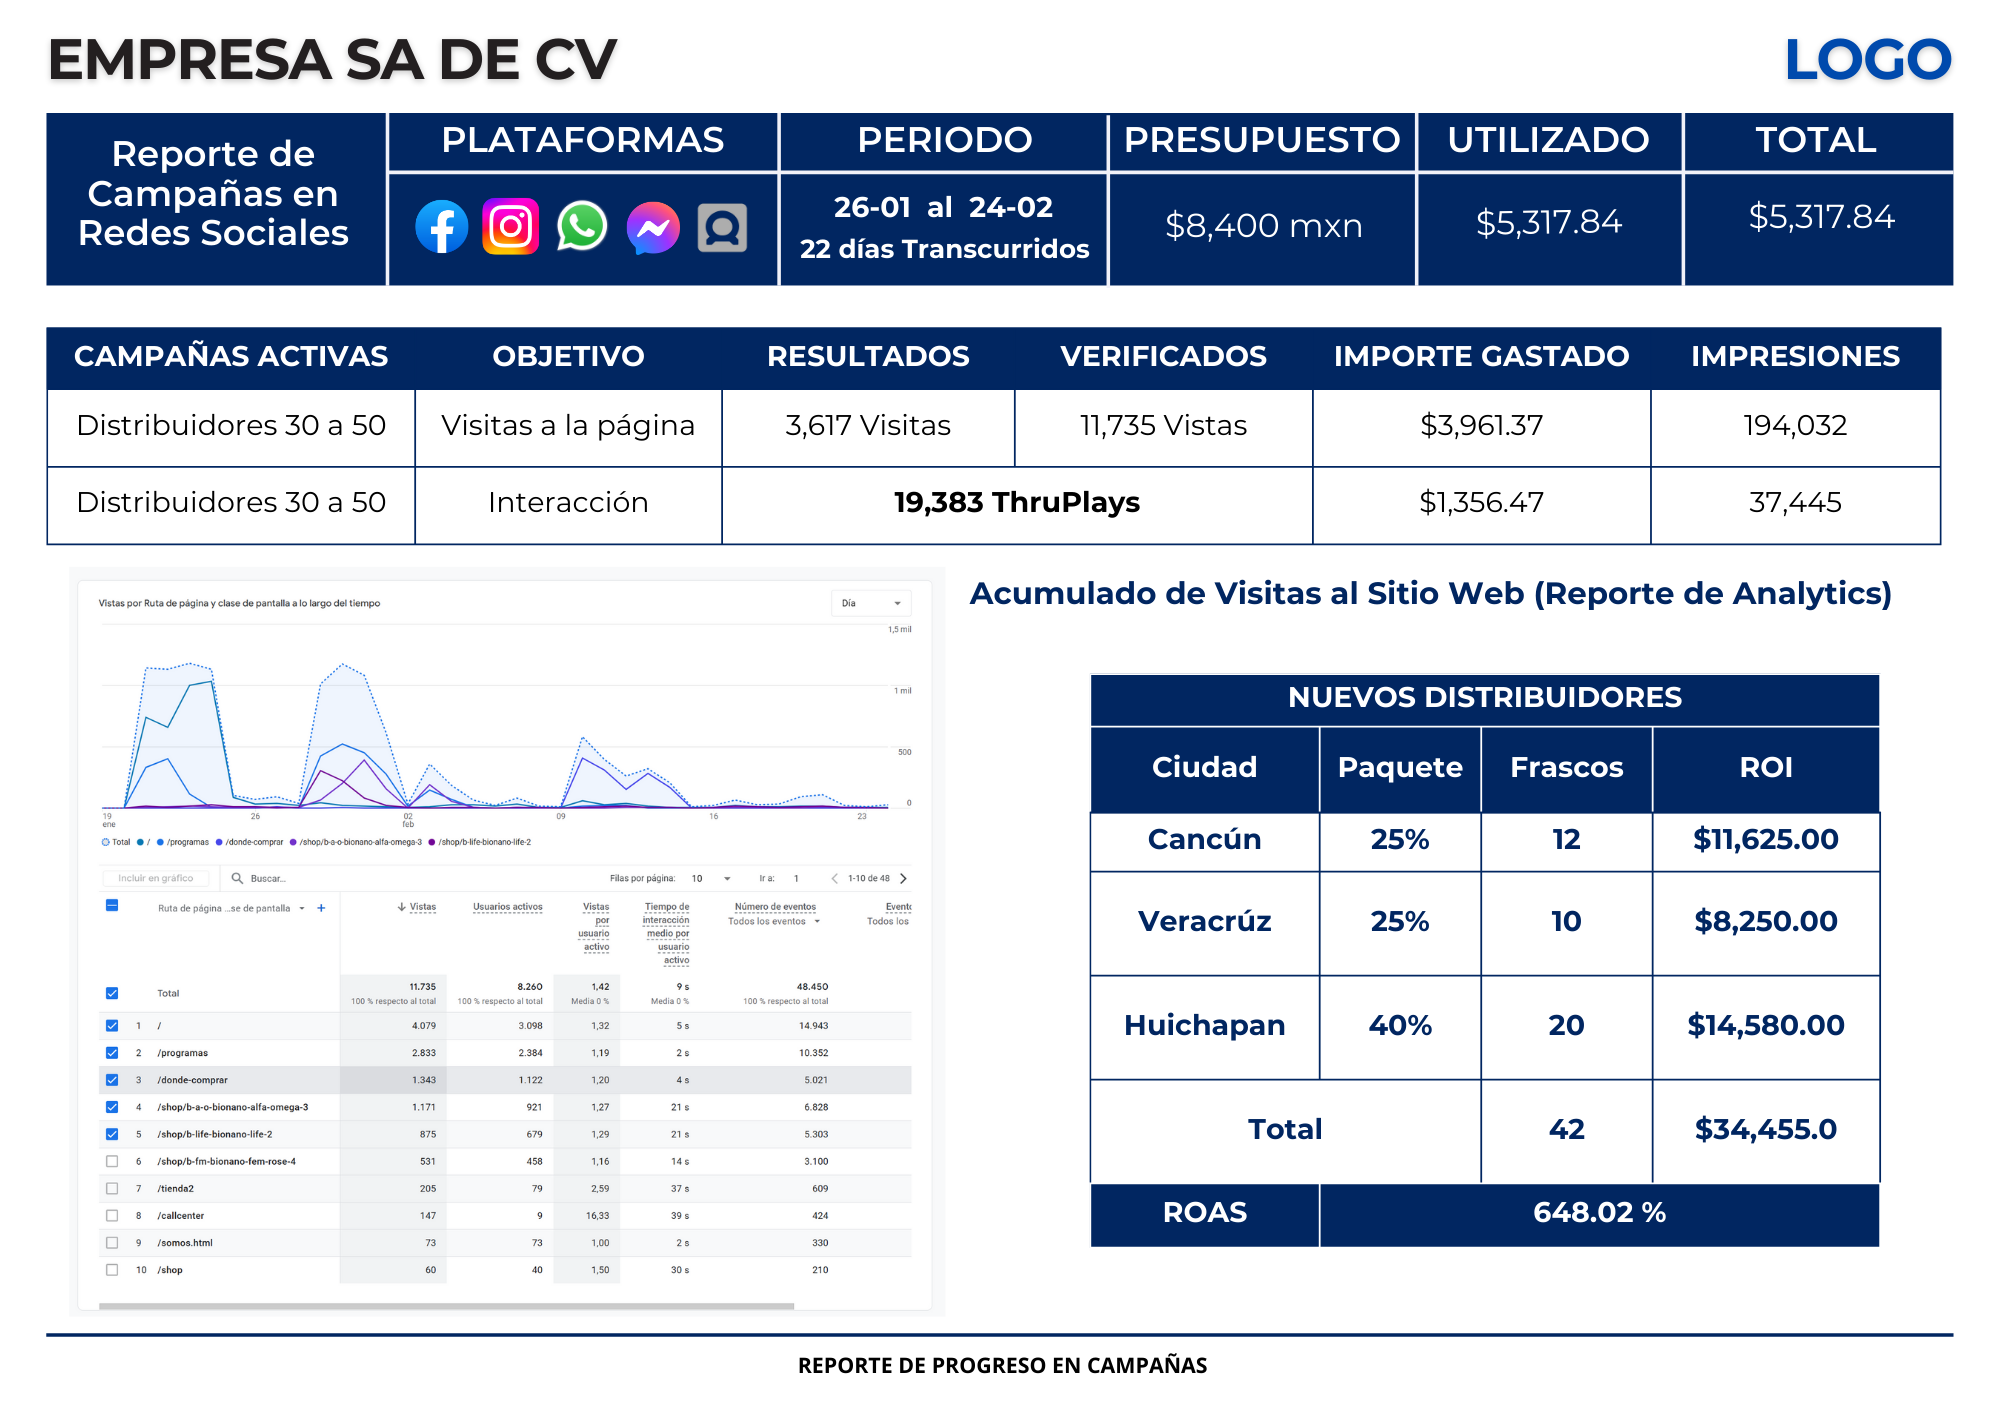 EMPRESA SA DE CV
LOGO
Reporte de
Campañas en
Redes Sociales
PLATAFORMAS
PERIODO
PRESUPUESTO
UTILIZADO
TOTAL
26-01 al 24-02
22 días Transcurridos
$8,400 mxn
$5,317.84
$5,317.84
CAMPAÑAS ACTIVAS OBJETIVO RESULTADOS VERIFICADOS IMPORTE GASTADO IMPRESIONES
Distribuidores 30 a 50 Visitas a la página 3,617 Visitas 11,735 Vistas $3,961.37 194,032
Distribuidores 30 a 50 Interacción 19,383 ThruPlays $1,356.47 37,445
Vistas por Ruta de página y clase de pantalla a lo largo del tiempo
Día
1,5 mil
1 mil
500
0
19 26 02 09 16 23
ene feb
Total / /programas /donde-comprar /shop/b-a-o-bionano-alfa-omega-3 /shop/b-life-bionano-life-2
Incluir en gráfico Buscar... Filas por página: 10 Ir a: 1 1-10 de 48
Ruta de página ...se de pantalla +
Vistas
Usuarios activos
Vistas
por
usuario
activo
Tiempo de
interacción
medio por
usuario
activo
Número de eventos
Todos los eventos
Evento
Todos los
Total 11.735 8.260 1,42 9 s 48.450
100 % respecto al total 100 % respecto al total Media 0 % Media 0 % 100 % respecto al total
1 / 4.079 3.098 1,32 5 s 14.943
2 /programas 2.833 2.384 1,19 2 s 10.352
3 /donde-comprar 1.343 1.122 1,20 4 s 5.021
4 /shop/b-a-o-bionano-alfa-omega-3 1.171 921 1,27 21 s 6.828
5 /shop/b-life-bionano-life-2 875 679 1,29 21 s 5.303
6 /shop/b-fm-bionano-fem-rose-4 531 458 1,16 14 s 3.100
7 /tienda2 205 79 2,59 37 s 609
8 /callcenter 147 9 16,33 39 s 424
9 /somos.html 73 73 1,00 2 s 330
10 /shop 60 40 1,50 30 s 210
Acumulado de Visitas al Sitio Web (Reporte de Analytics)
NUEVOS DISTRIBUIDORES
Ciudad Paquete Frascos ROI
Cancún 25% 12 $11,625.00
Veracrúz 25% 10 $8,250.00
Huichapan 40% 20 $14,580.00
Total 42 $34,455.0
ROAS 648.02 %
REPORTE DE PROGRESO EN CAMPAÑAS